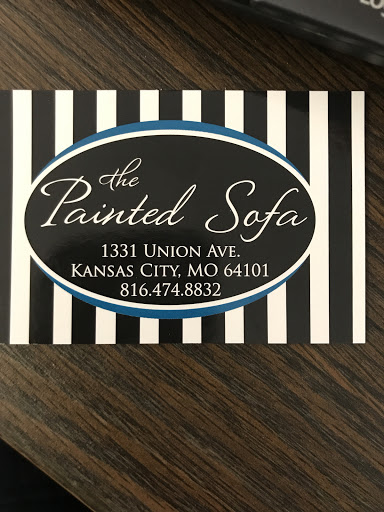 the
Painted Sofa
1331 Union Ave.
Kansas City, MO 64101
816.474.8832